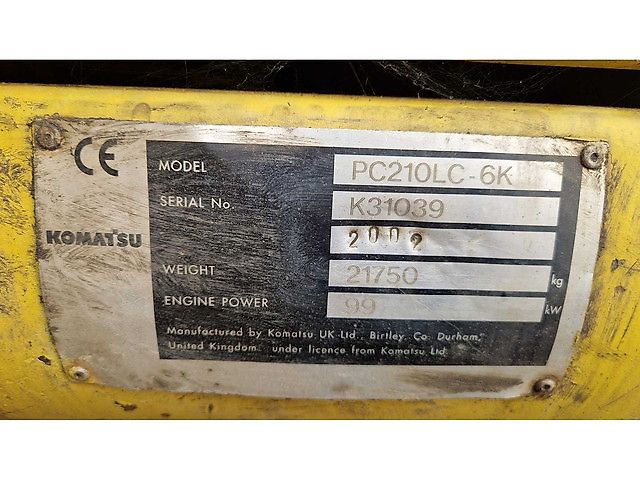 CE
MODEL PC210LC-6K
SERIAL No. K31039
KOMATSU
2002
WEIGHT 21750 kg
ENGINE POWER 99 kW
Manufactured by Komatsu UK Ltd., Birtley, Co. Durham,
United Kingdom under licence from Komatsu Ltd.